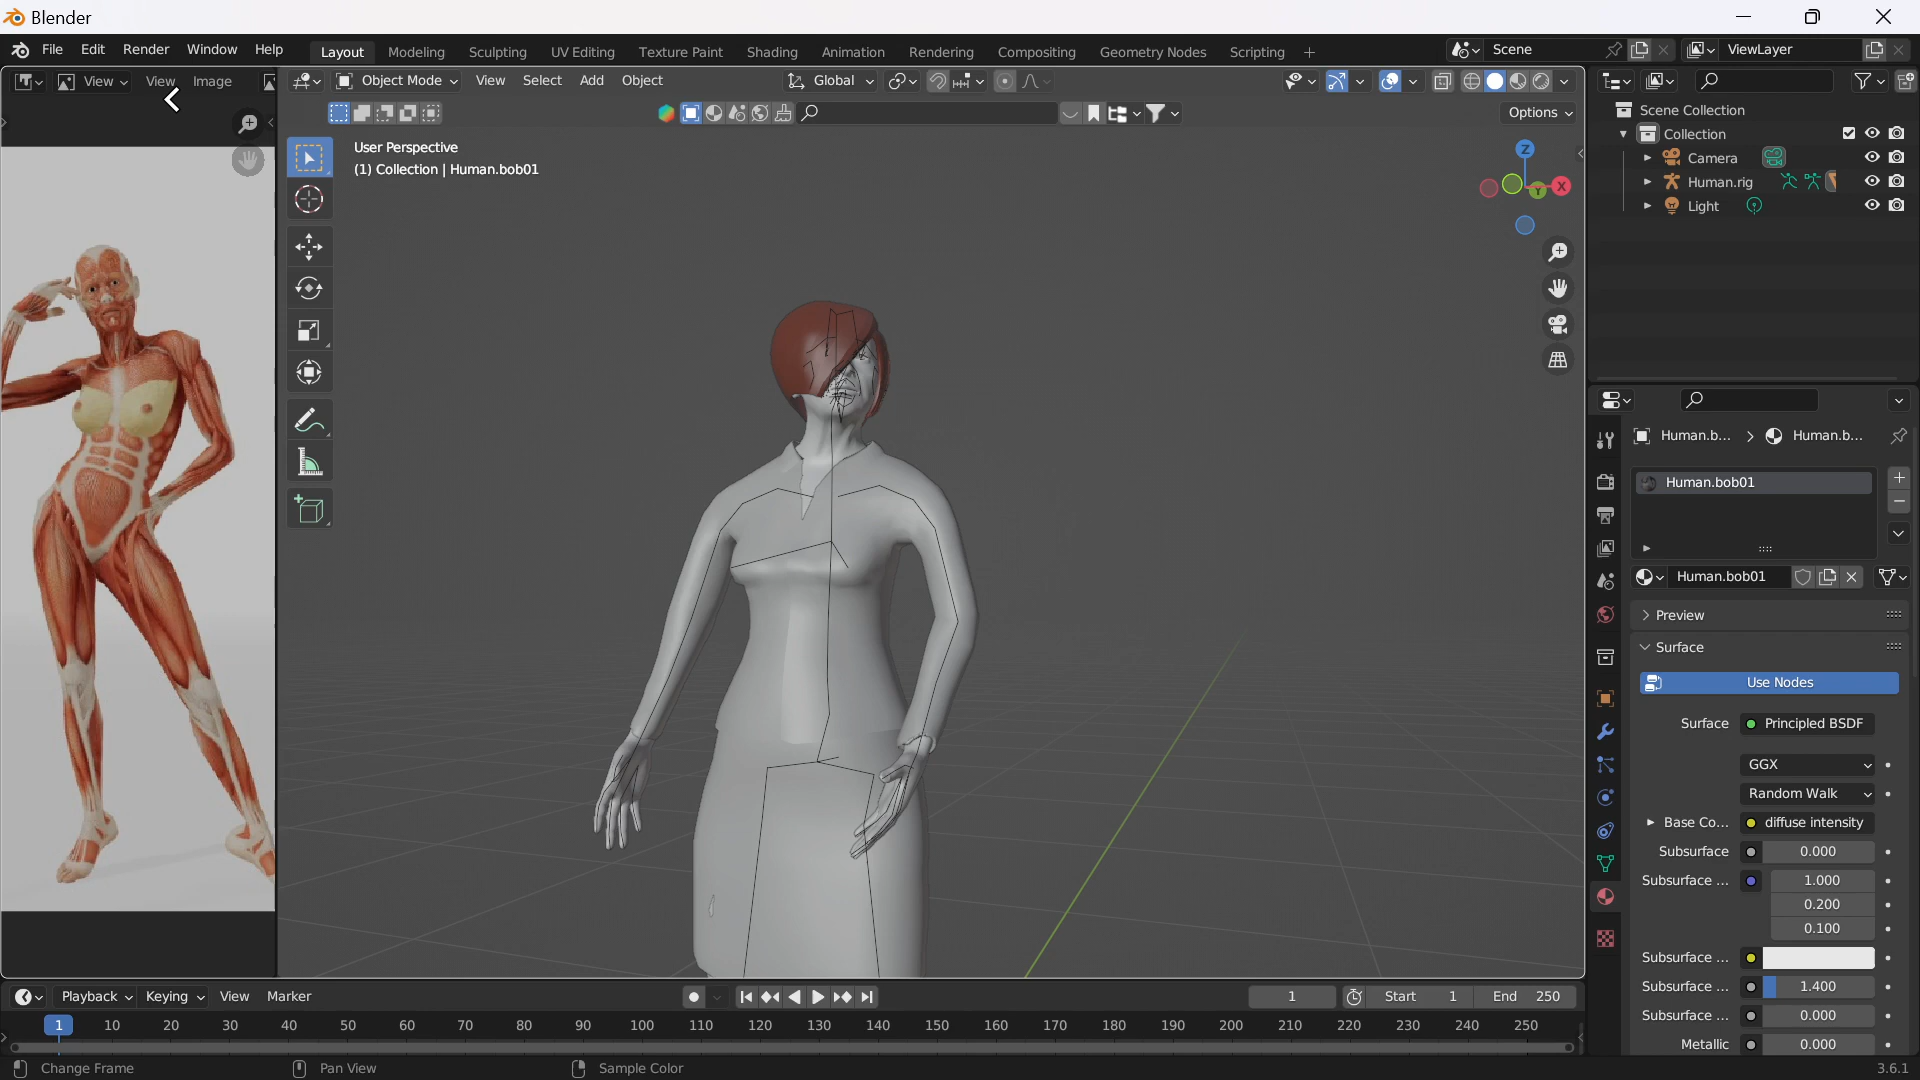 Blender
File Edit Render Window Help Layout Modeling Sculpting UV Editing Texture Paint Shading Animation Rendering Compositing Geometry Nodes Scripting + Scene ViewLayer
View View Image Object Mode View Select Add Object Global
Options
User Perspective
(1) Collection | Human.bob01
Z
X
Y
Scene Collection
Collection
Camera
Human.rig
Light
Human.b... > Human.b...
Human.bob01
Human.bob01
Preview
Surface
Use Nodes
Surface Principled BSDF
GGX
Random Walk
Base Co... diffuse intensity
Subsurface 0.000
Subsurface ... 1.000
0.200
0.100
Subsurface ...
Subsurface ... 1.400
Subsurface ... 0.000
Metallic 0.000
Playback Keying View Marker 1 Start 1 End 250
1 10 20 30 40 50 60 70 80 90 100 110 120 130 140 150 160 170 180 190 200 210 220 230 240 250
Change Frame Pan View Sample Color 3.6.1